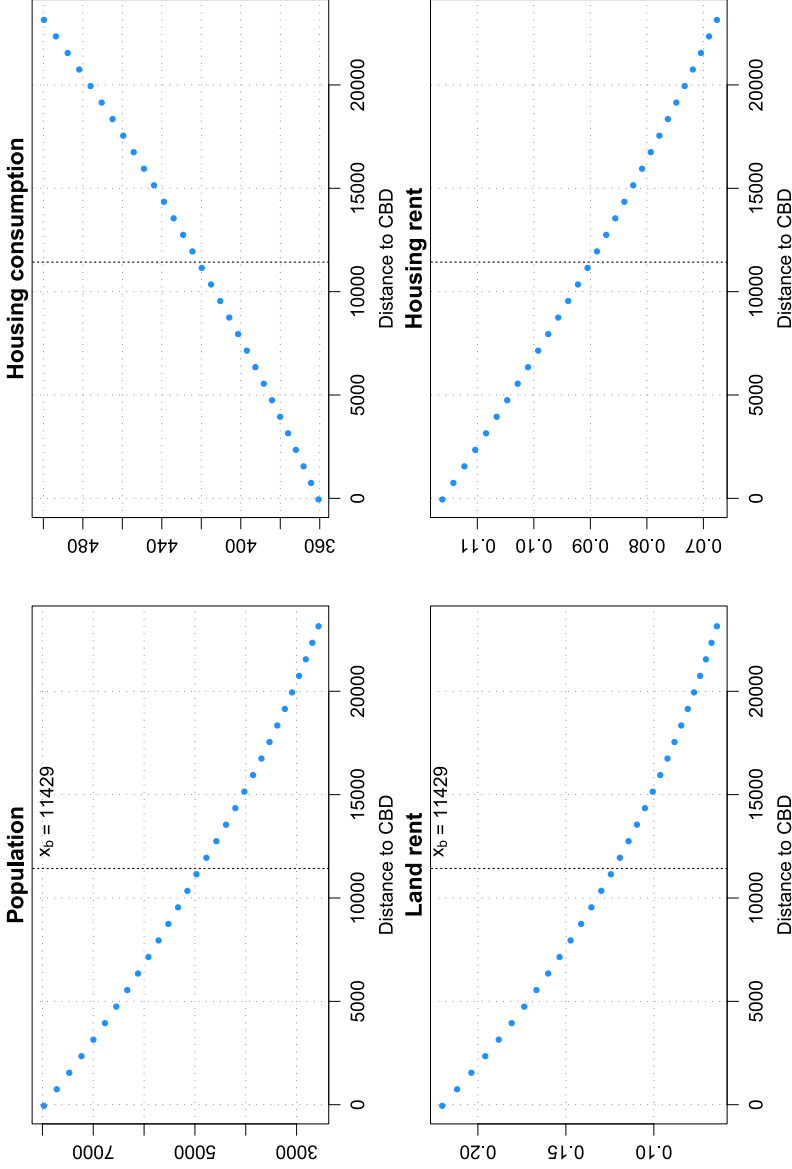 Population
x_b = 11429
7000
5000
3000
0 5000 10000 15000 20000
Distance to CBD
Housing consumption
480
440
400
360
0 5000 10000 15000 20000
Distance to CBD
Land rent
x_b = 11429
0.20
0.15
0.10
0 5000 10000 15000 20000
Distance to CBD
Housing rent
0.11
0.10
0.09
0.08
0.07
0 5000 10000 15000 20000
Distance to CBD